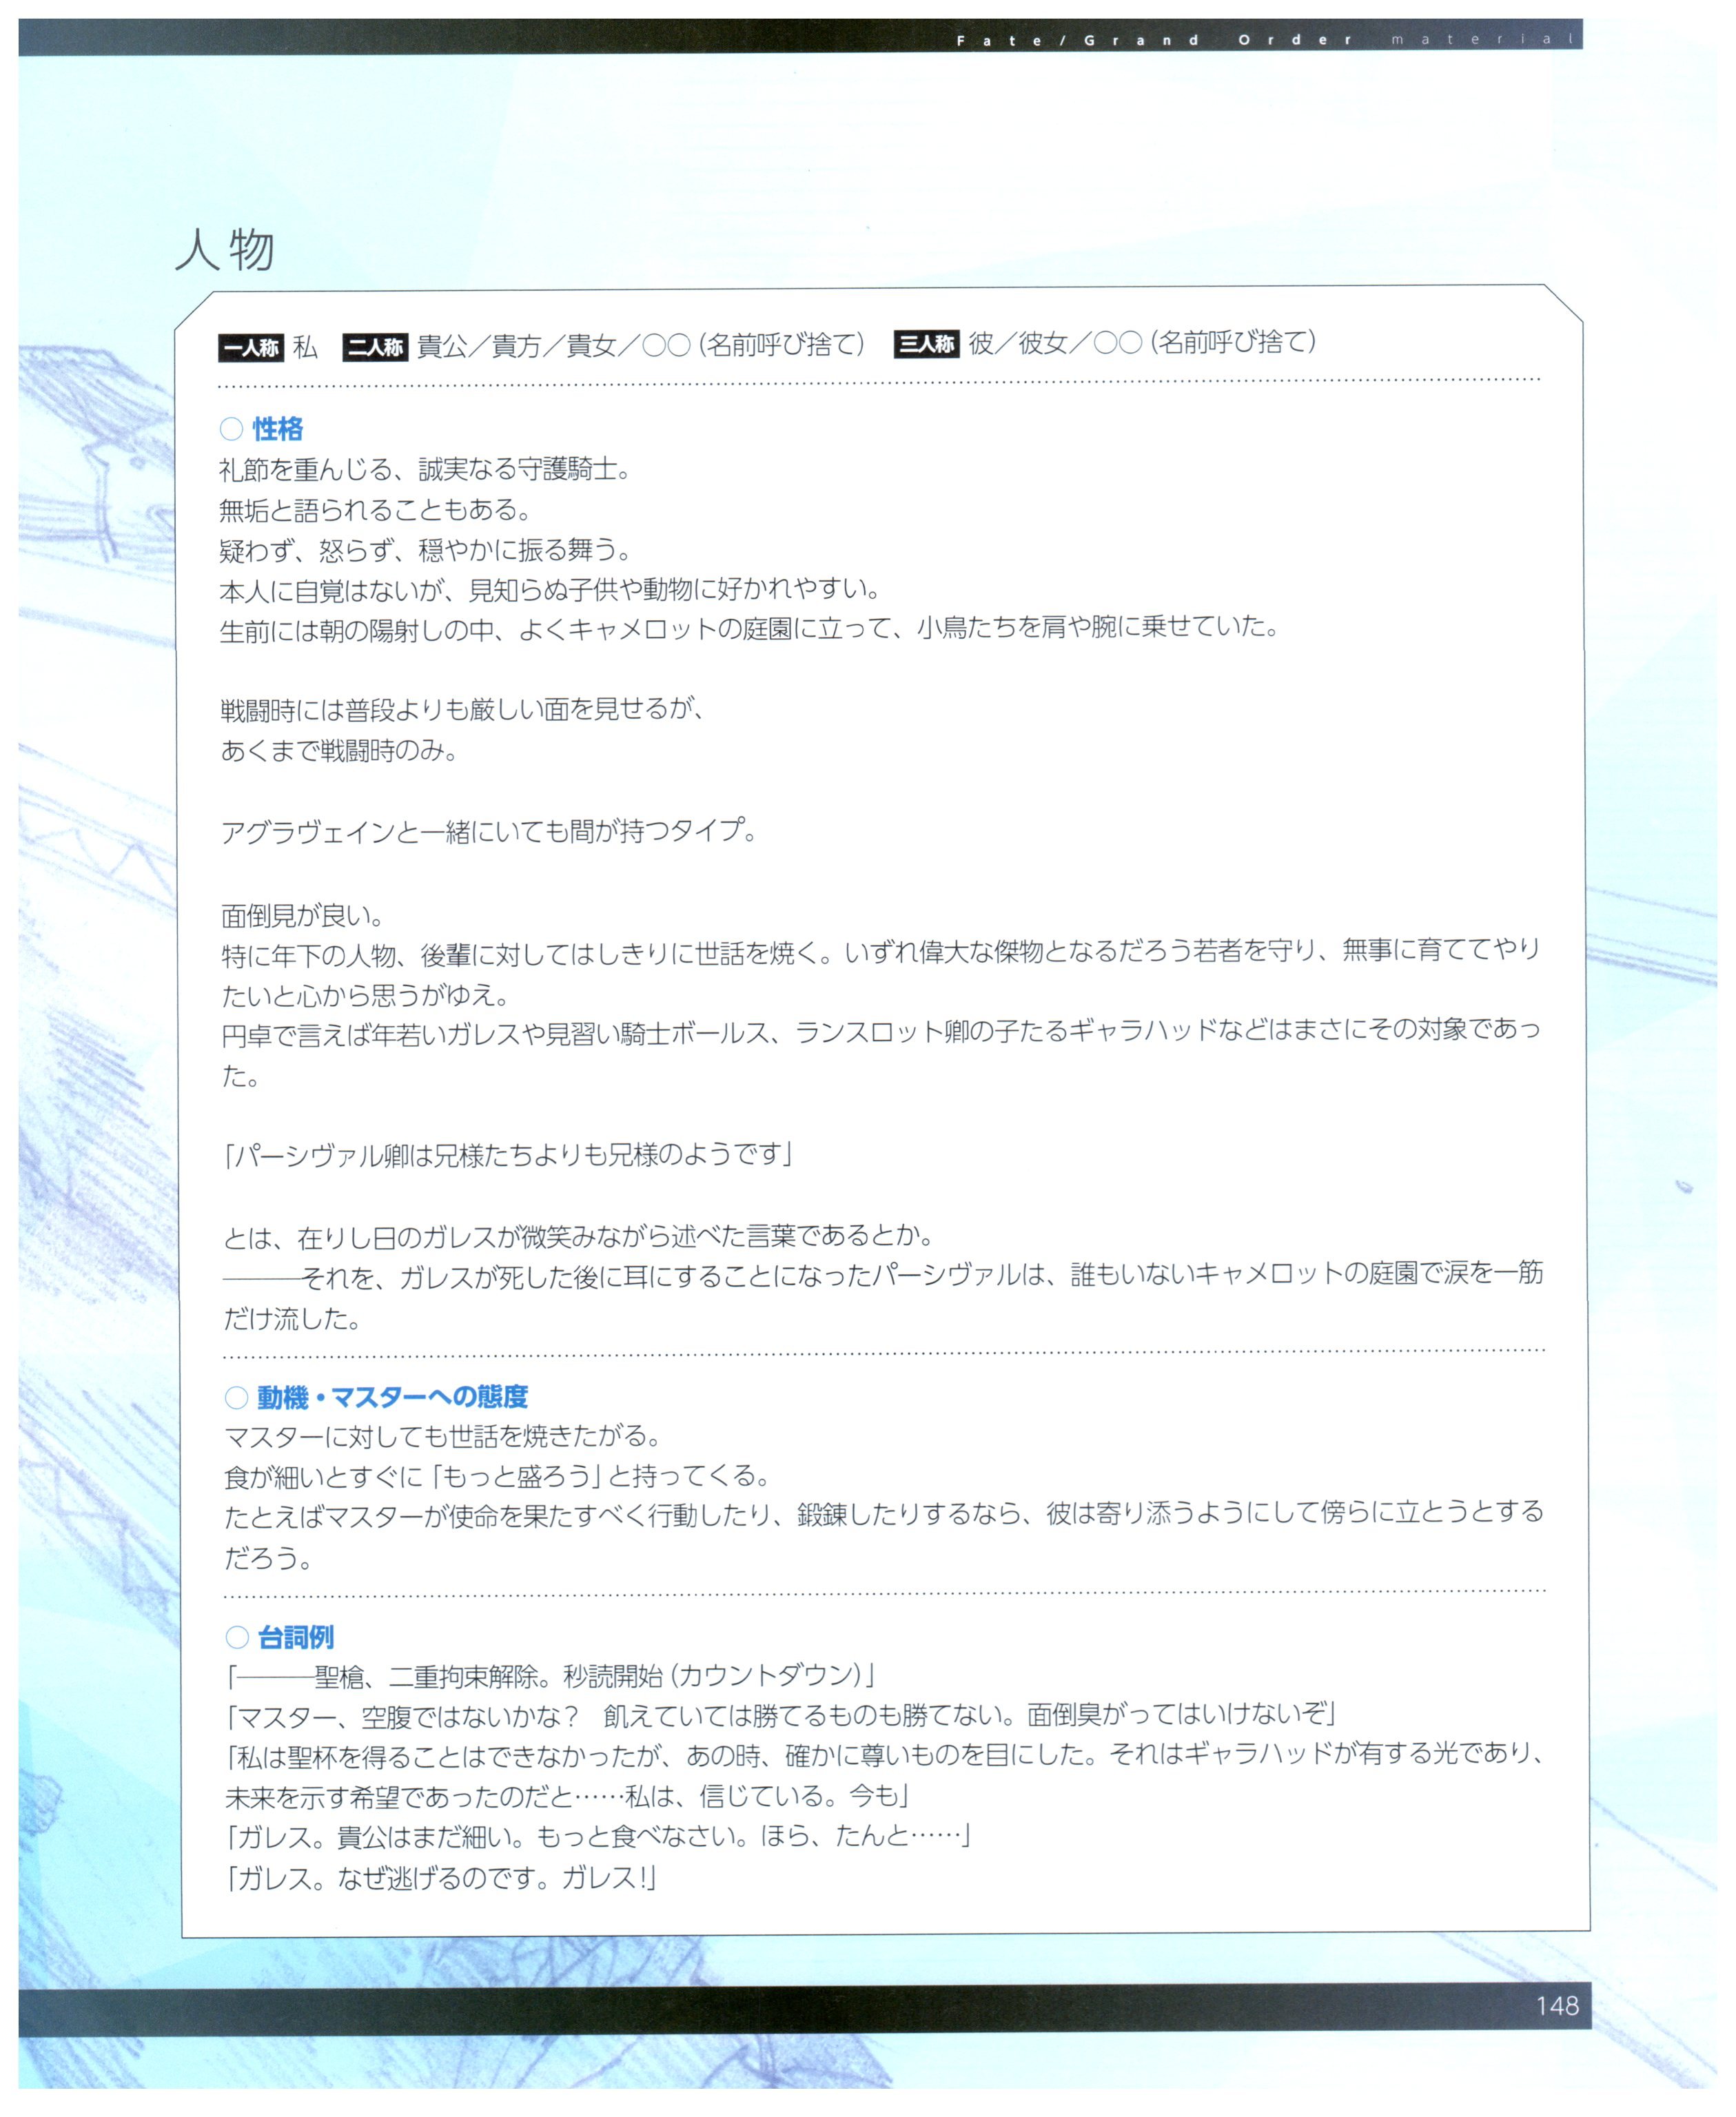 Fate/Grand Order material
人物
一人称 私 二人称 貴公／貴方／貴女／○○（名前呼び捨て） 三人称 彼／彼女／○○（名前呼び捨て）
○ 性格
礼節を重んじる、誠実なる守護騎士。
無垢と語られることもある。
疑わず、怒らず、穏やかに振る舞う。
本人に自覚はないが、見知らぬ子供や動物に好かれやすい。
生前には朝の陽射しの中、よくキャメロットの庭園に立って、小鳥たちを肩や腕に乗せていた。
戦闘時には普段よりも厳しい面を見せるが、
あくまで戦闘時のみ。
アグラヴェインと一緒にいても間が持つタイプ。
面倒見が良い。
特に年下の人物、後輩に対してはしきりに世話を焼く。いずれ偉大な傑物となるだろう若者を守り、無事に育ててやり
たいと心から思うがゆえ。
円卓で言えば年若いガレスや見習い騎士ボールス、ランスロット卿の子たるギャラハッドなどはまさにその対象であっ
た。
「パーシヴァル卿は兄様たちよりも兄様のようです」
とは、在りし日のガレスが微笑みながら述べた言葉であるとか。
―――それを、ガレスが死した後に耳にすることになったパーシヴァルは、誰もいないキャメロットの庭園で涙を一筋
だけ流した。
○ 動機・マスターへの態度
マスターに対しても世話を焼きたがる。
食が細いとすぐに「もっと盛ろう」と持ってくる。
たとえばマスターが使命を果たすべく行動したり、鍛錬したりするなら、彼は寄り添うようにして傍らに立とうとする
だろう。
○ 台詞例
「―――聖槍、二重拘束解除。秒読開始（カウントダウン）」
「マスター、空腹ではないかな？　飢えていては勝てるものも勝てない。面倒臭がってはいけないぞ」
「私は聖杯を得ることはできなかったが、あの時、確かに尊いものを目にした。それはギャラハッドが有する光であり、
未来を示す希望であったのだと……私は、信じている。今も」
「ガレス。貴公はまだ細い。もっと食べなさい。ほら、たんと……」
「ガレス。なぜ逃げるのです。ガレス！」
148